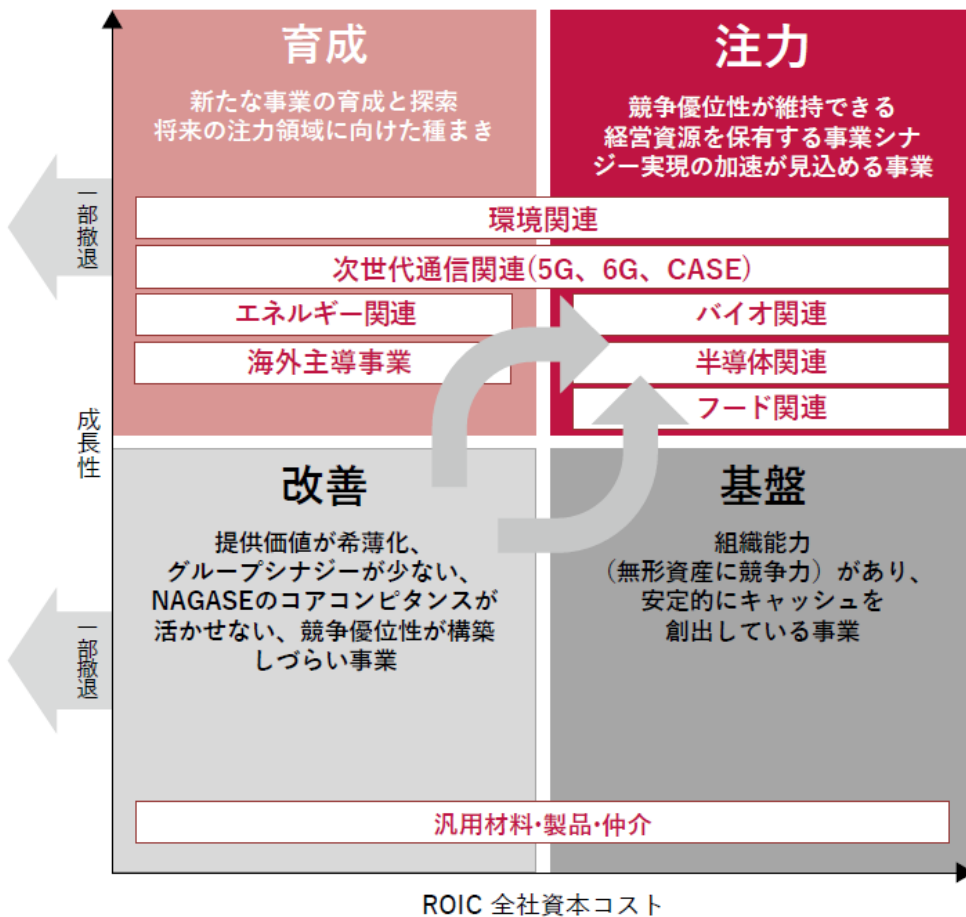 育成
新たな事業の育成と探索
将来の注力領域に向けた種まき
注力
競争優位性が維持できる
経営資源を保有する事業シナ
ジー実現の加速が見込める事業
一部撤退
環境関連
次世代通信関連(5G、6G、CASE)
エネルギー関連
バイオ関連
海外主導事業
半導体関連
フード関連
成長性
改善
提供価値が希薄化、
グループシナジーが少ない、
NAGASEのコアコンピタンスが
活かせない、競争優位性が構築
しづらい事業
基盤
組織能力
（無形資産に競争力）があり、
安定的にキャッシュを
創出している事業
一部撤退
汎用材料・製品・仲介
ROIC 全社資本コスト